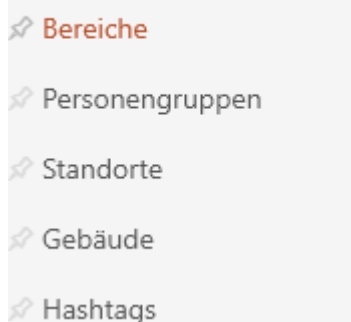 Bereiche
Personengruppen
Standorte
Gebäude
Hashtags